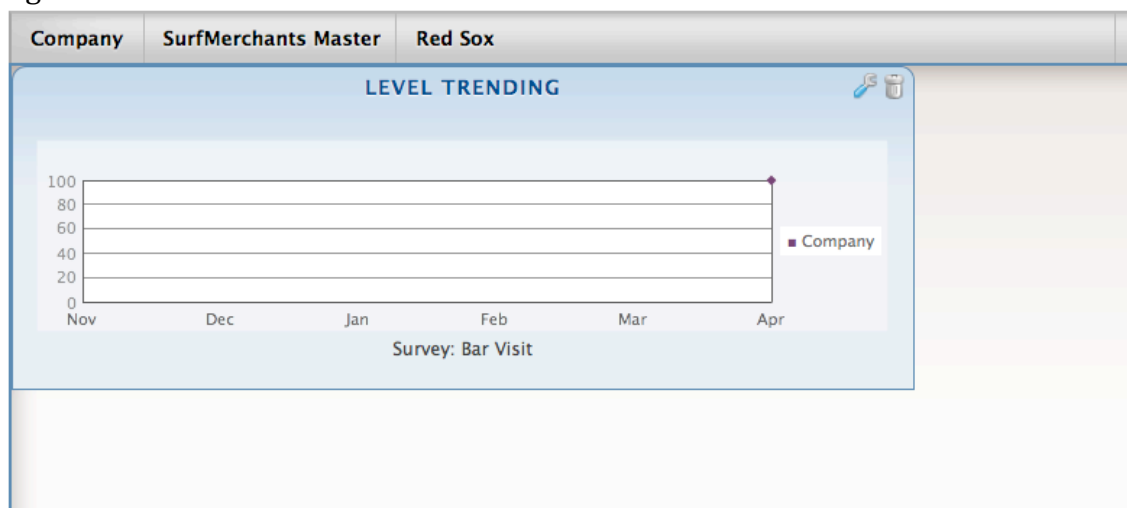 Company SurfMerchants Master Red Sox
LEVEL TRENDING
100
80
60
40
20
0
Company
Nov Dec Jan Feb Mar Apr
Survey: Bar Visit